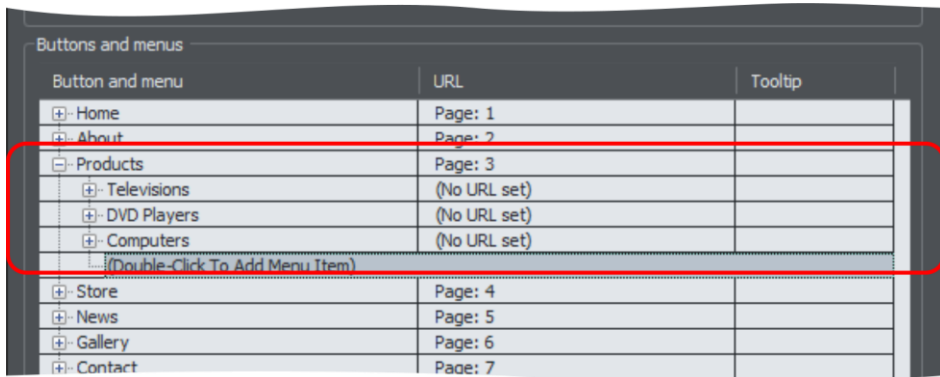 Buttons and menus
Button and menu URL Tooltip
Home Page: 1
About Page: 2
Products Page: 3
Televisions (No URL set)
DVD Players (No URL set)
Computers (No URL set)
(Double-Click To Add Menu Item)
Store Page: 4
News Page: 5
Gallery Page: 6
Contact Page: 7